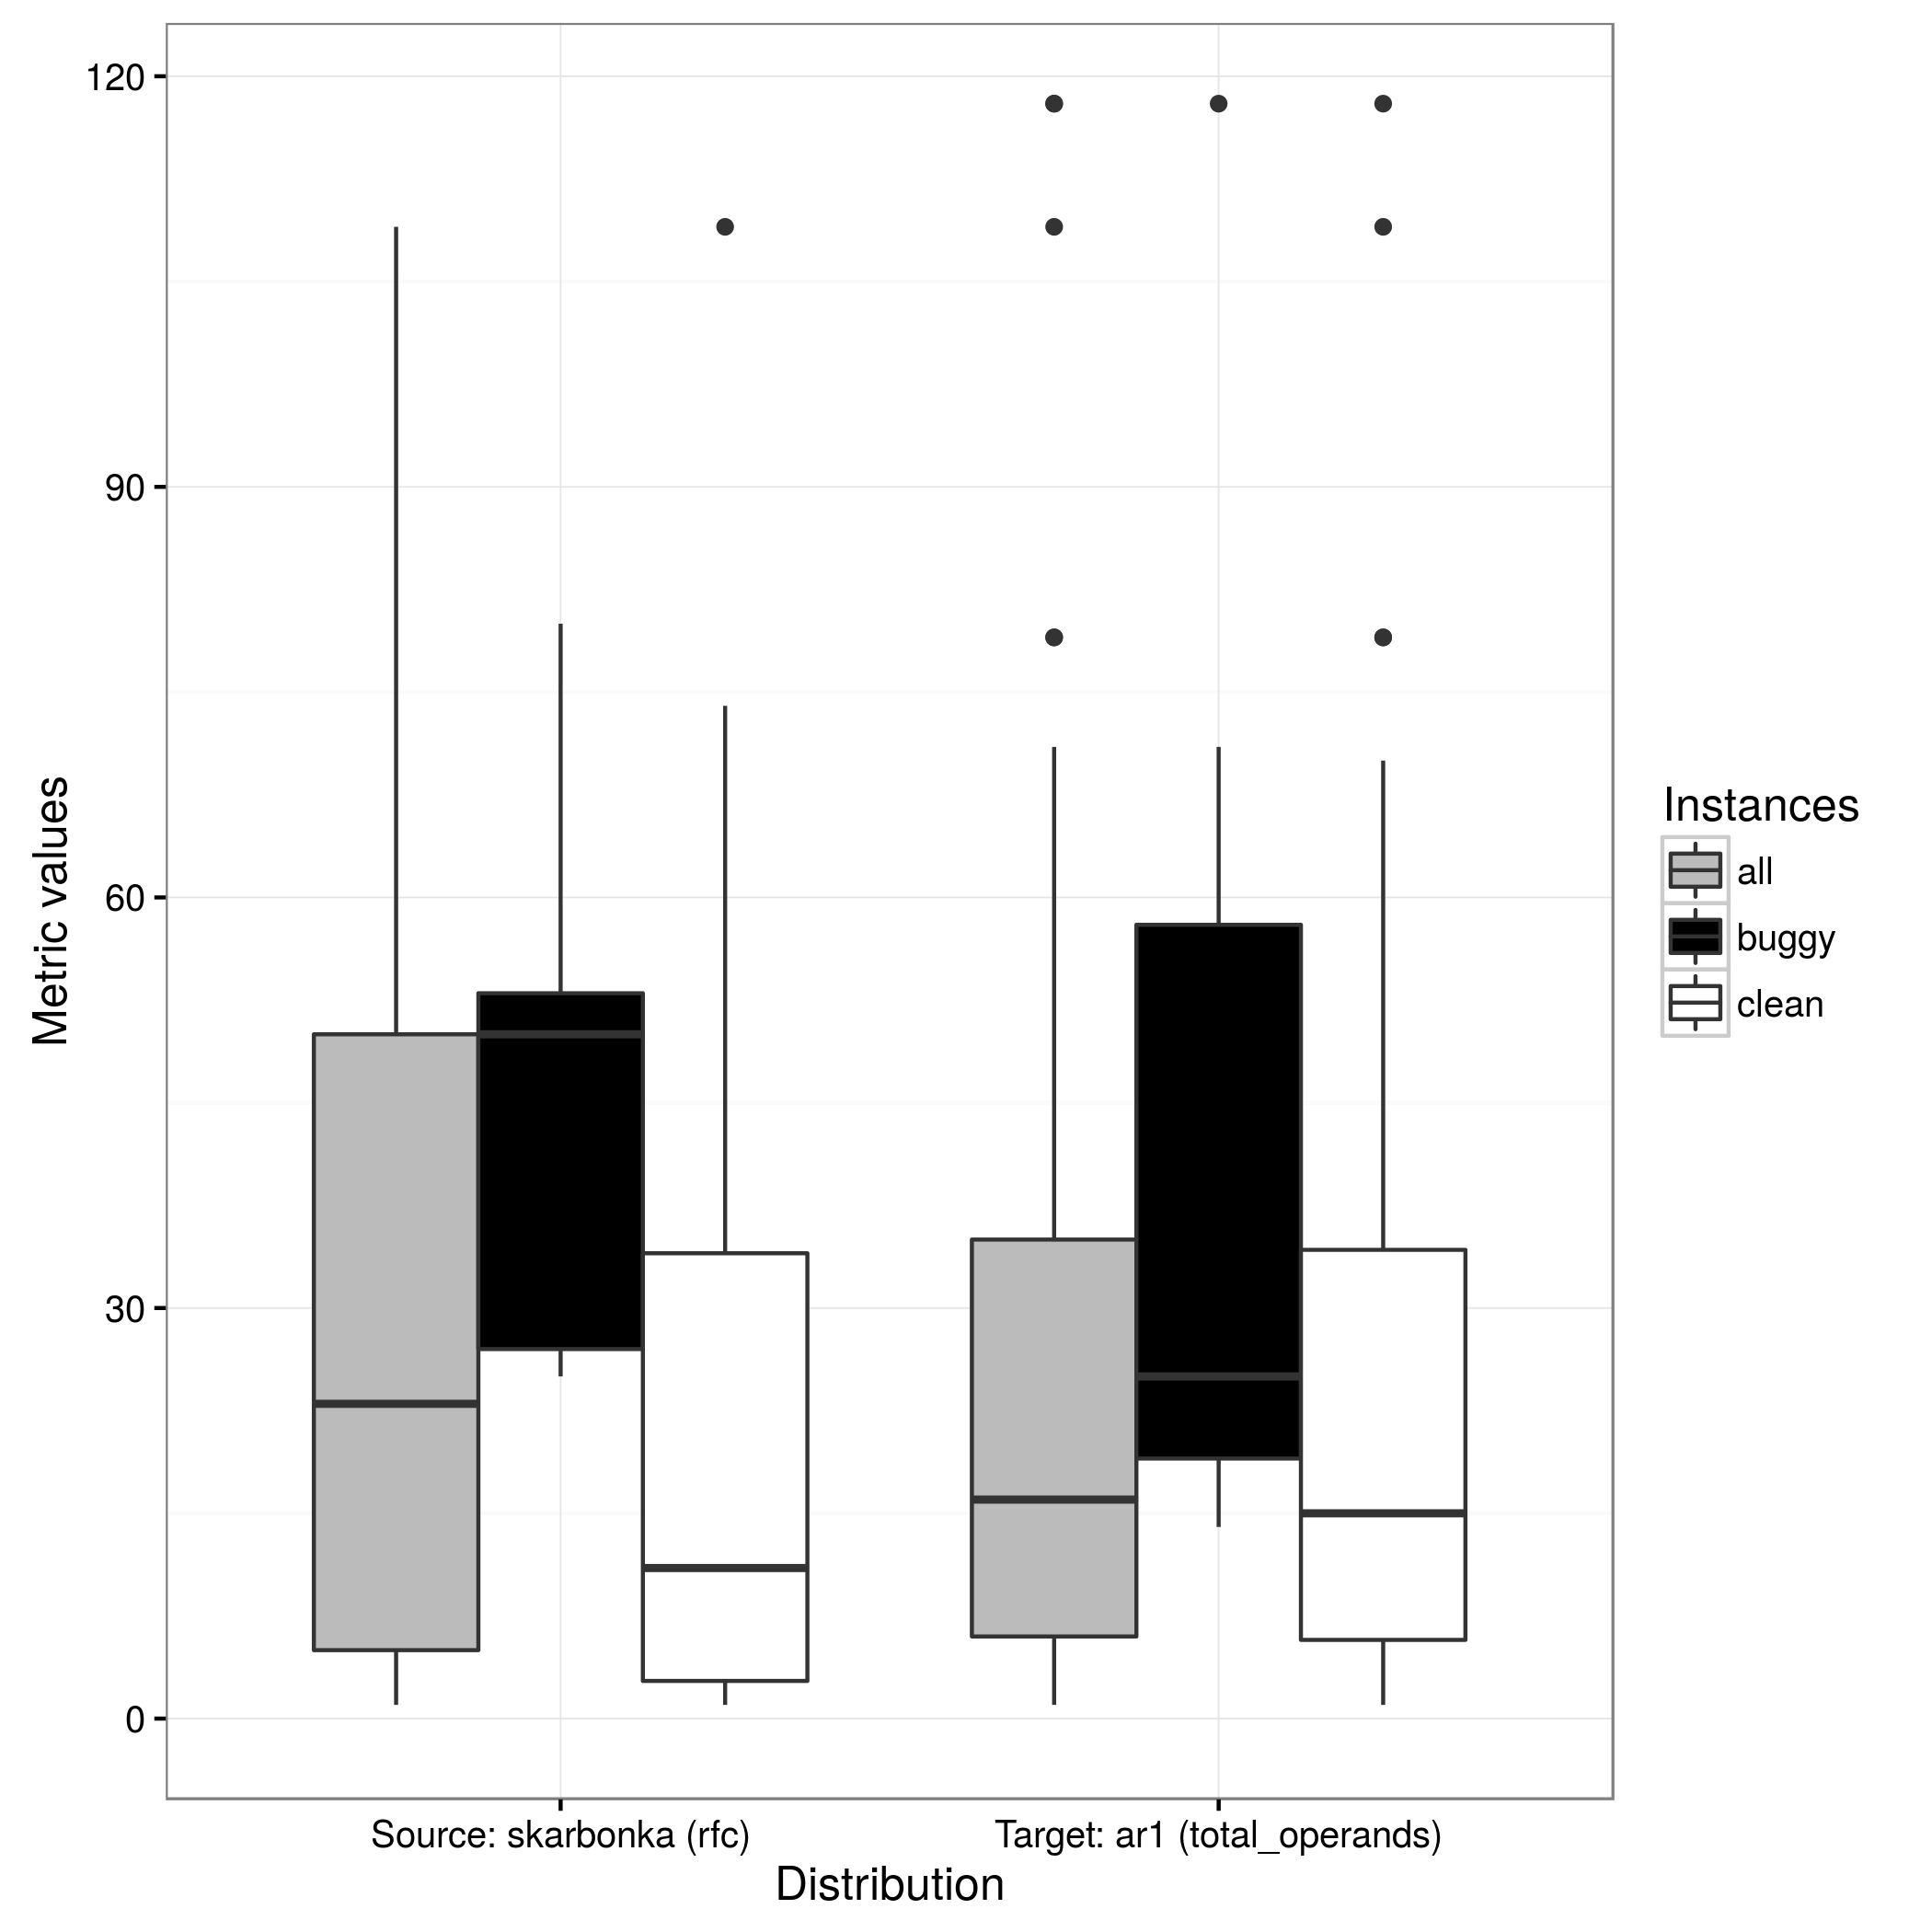 120
90
60
30
0
Metric values
Source: skarbonka (rfc)
Target: ar1 (total_operands)
Distribution
Instances
all
buggy
clean